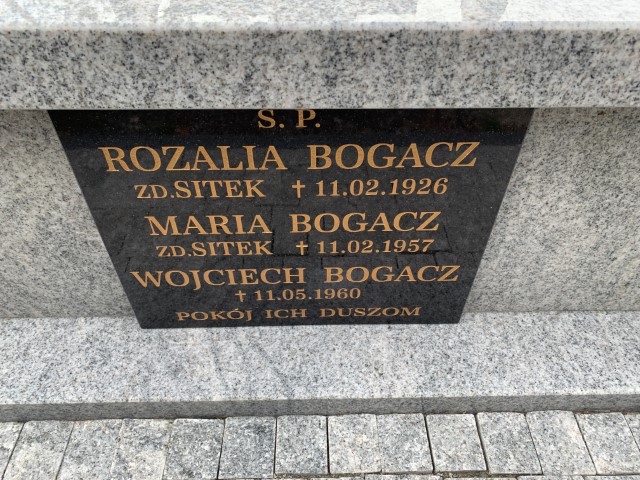 S. P.
ROZALIA BOGACZ
ZD.SITEK † 11.02.1926
MARIA BOGACZ
ZD.SITEK † 11.02.1957
WOJCIECH BOGACZ
† 11.05.1960
POKÓJ ICH DUSZOM